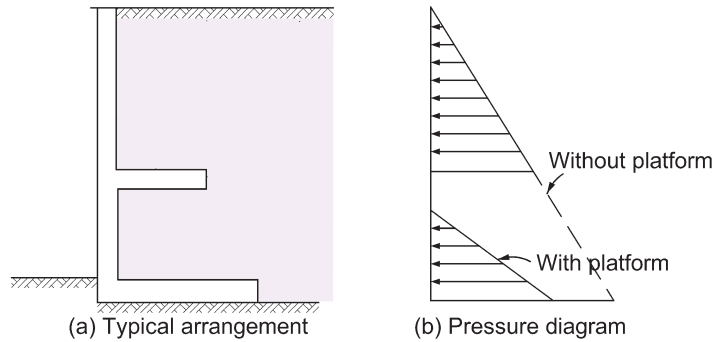 Without platform
With platform
(a) Typical arrangement
(b) Pressure diagram